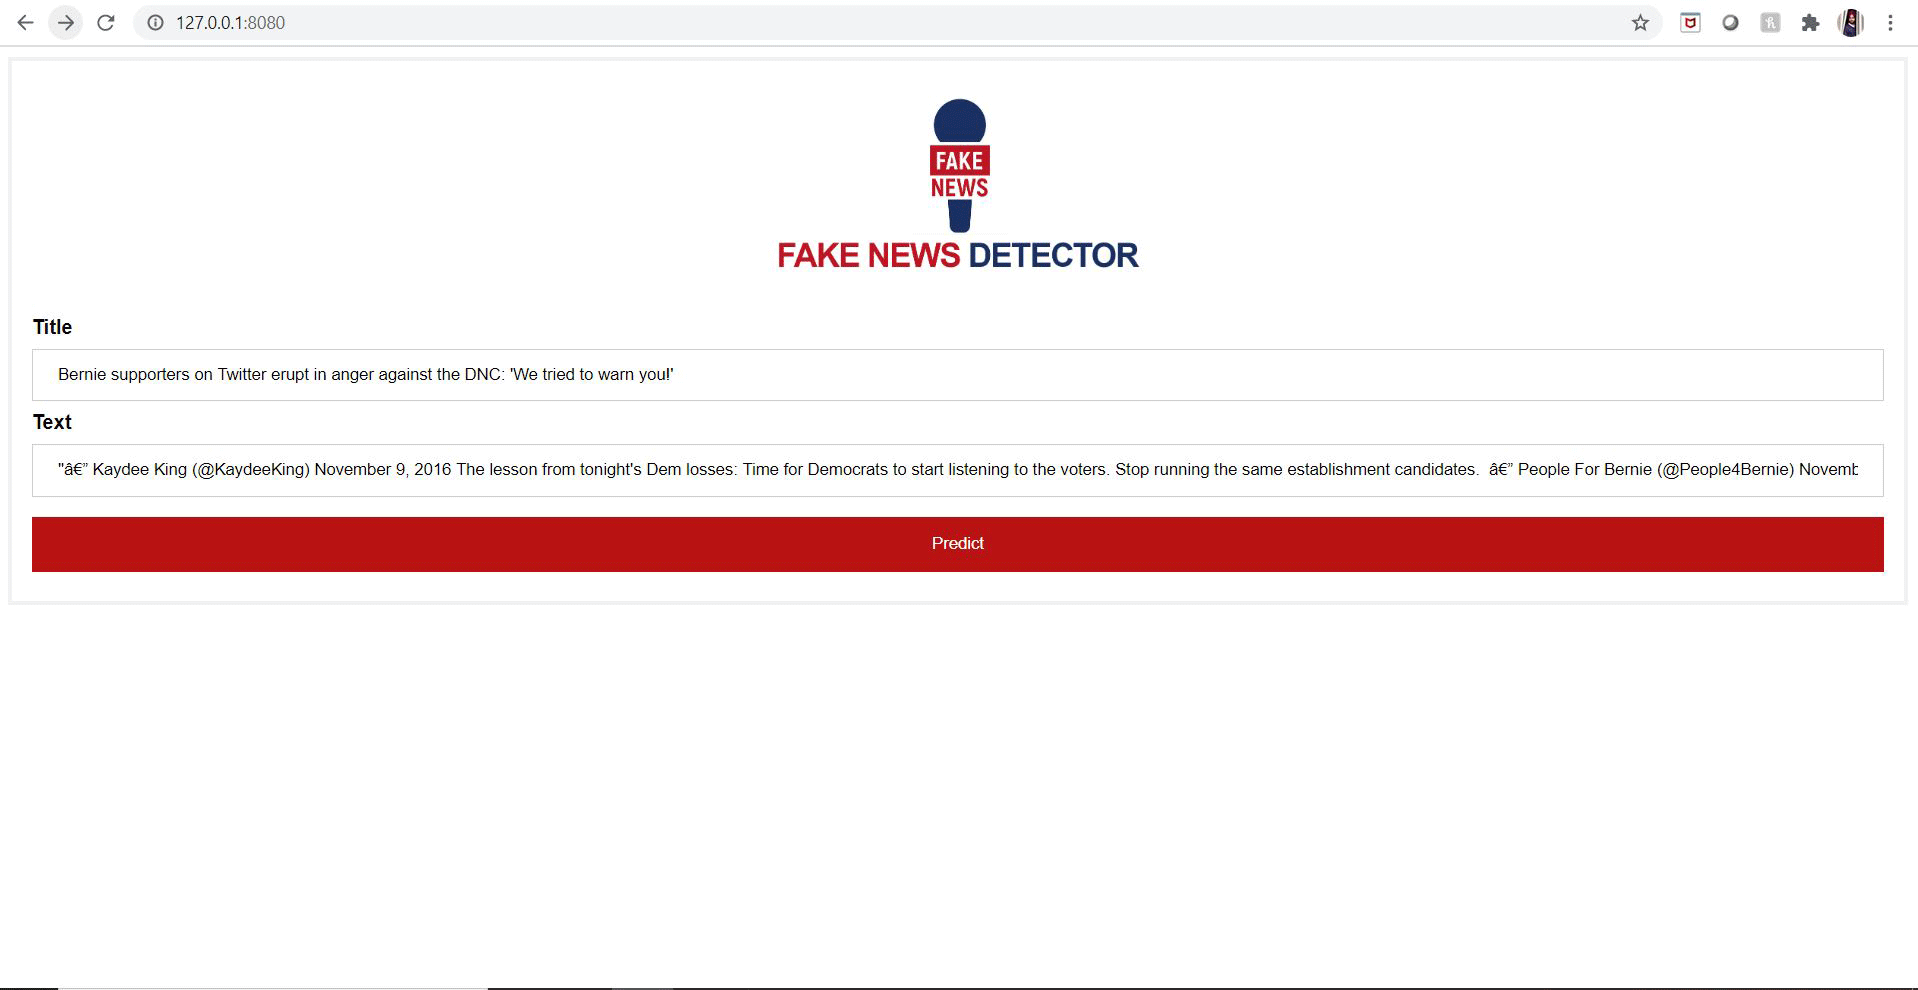 127.0.0.1:8080
FAKE
NEWS
FAKE NEWS DETECTOR
Title
Bernie supporters on Twitter erupt in anger against the DNC: 'We tried to warn you!'
Text
"â€” Kaydee King (@KaydeeKing) November 9, 2016 The lesson from tonight's Dem losses: Time for Democrats to start listening to the voters. Stop running the same establishment candidates.  â€” People For Bernie (@People4Bernie)
Predict